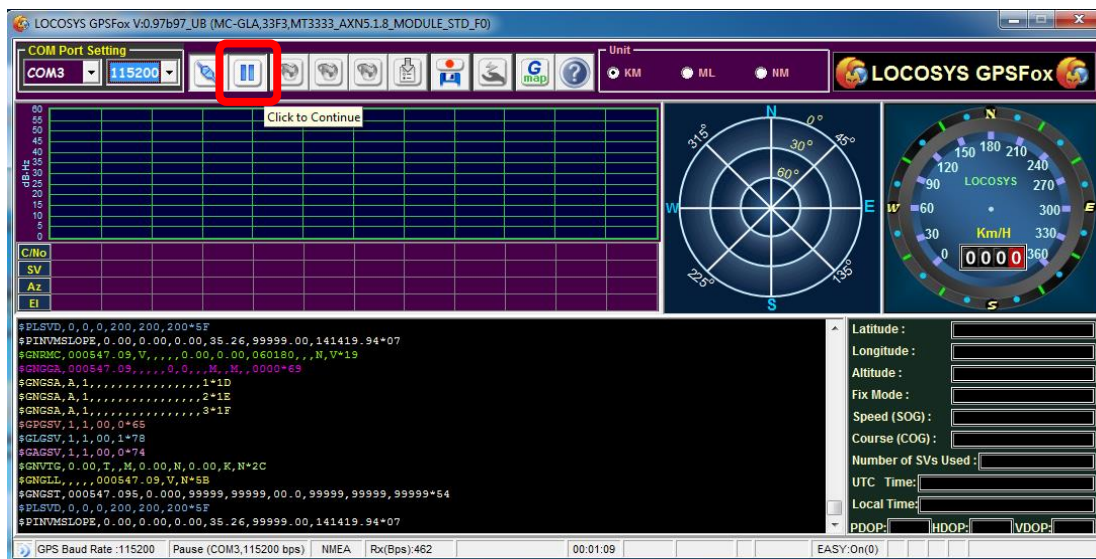 LOCOSYS GPSFox V:0.97b97_UB (MC-GLA,33F3,MT3333_AXN5.1.8_MODULE_STD_F0)
COM Port Setting
COM3
115200
G
map
?
Unit
KM
ML
NM
LOCOSYS GPSFox
Click to Continue
60
55
50
45
40
35
30
25
20
15
10
5
0
dB-Hz
C/No
SV
Az
El
N
0°
315°
45°
30°
60°
W
E
225°
135°
S
N
150 180 210
120 240
90 LOCOSYS 270
W 60 300 E
30 Km/H 330
0 0000 360
S
$PLSVD,0,0,0,200,200,200*5F
$PINVMSLOPE,0.00,0.00,0.00,35.26,99999.00,141419.94*07
$GNRMC,000547.09,V,,,,,0.00,0.00,060180,,,N,V*19
$GNGGA,000547.09,,,,,0,0,,,M,,M,,0000*69
$GNGSA,A,1,,,,,,,,,,,,,,,,1*1D
$GNGSA,A,1,,,,,,,,,,,,,,,,2*1E
$GNGSA,A,1,,,,,,,,,,,,,,,,3*1F
$GPGSV,1,1,00,0*65
$GLGSV,1,1,00,1*78
$GAGSV,1,1,00,0*74
$GNVTG,0.00,T,,M,0.00,N,0.00,K,N*2C
$GNGLL,,,,,000547.09,V,N*5B
$GNGST,000547.095,0.000,99999,99999,00.0,99999,99999,99999*54
$PLSVD,0,0,0,200,200,200*5F
$PINVMSLOPE,0.00,0.00,0.00,35.26,99999.00,141419.94*07
Latitude :
Longitude :
Altitude :
Fix Mode :
Speed (SOG) :
Course (COG) :
Number of SVs Used :
UTC Time:
Local Time:
PDOP: HDOP: VDOP:
GPS Baud Rate :115200 Pause (COM3,115200 bps) NMEA Rx(Bps):462 00:01:09 EASY:On(0)